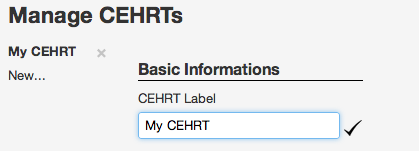 Manage CEHRTs
My CEHRT ×
New...
Basic Informations
CEHRT Label
My CEHRT